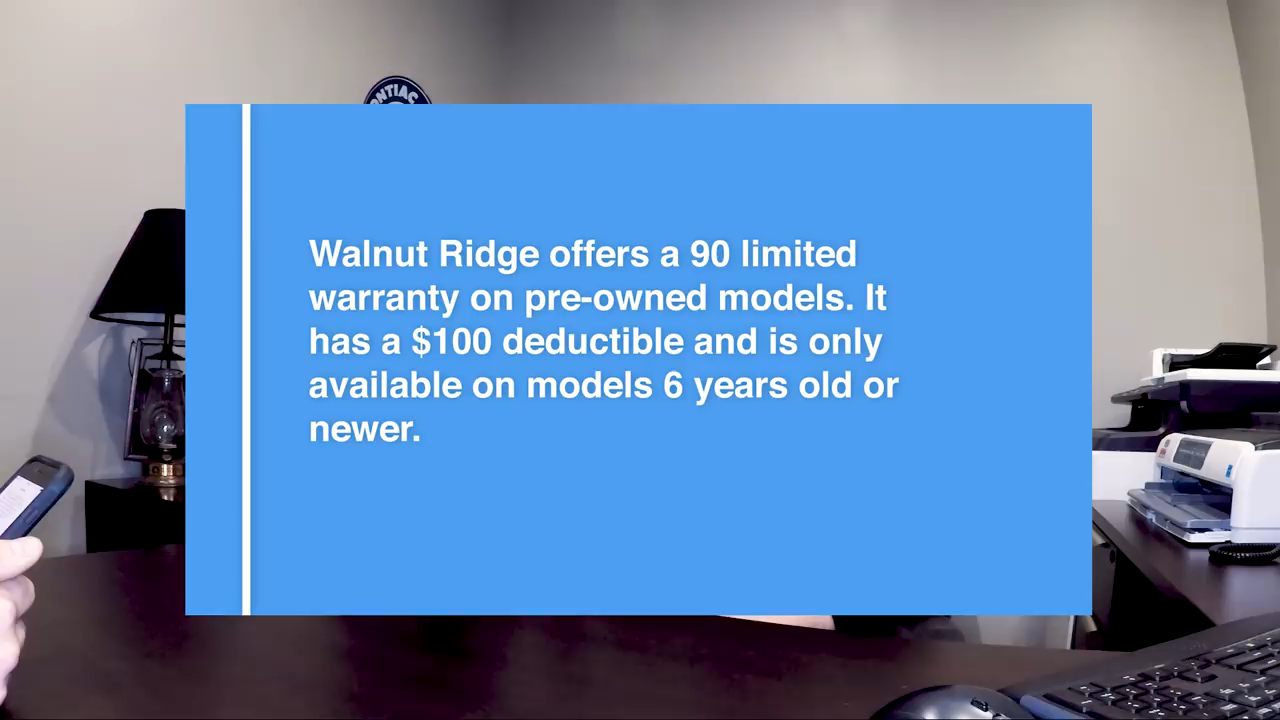 ONTIAC
Walnut Ridge offers a 90 limited
warranty on pre-owned models. It
has a $100 deductible and is only
available on models 6 years old or
newer.